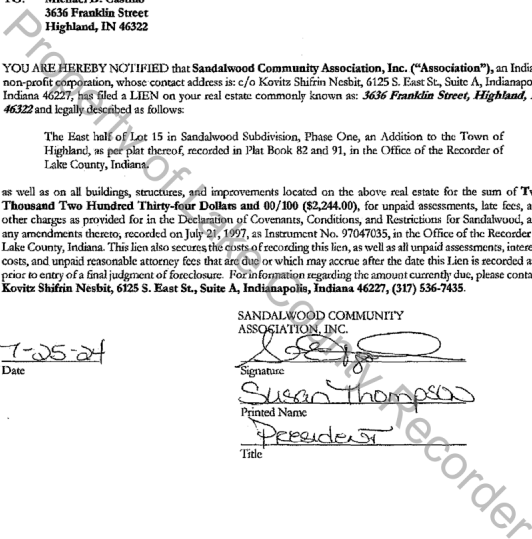 3636 Franklin Street
Highland, IN 46322
YOU ARE HEREBY NOTIFIED that Sandalwood Community Association, Inc. ("Association"), an India
non-profit corporation, whose contact address is: c/o Kovitz Shifrin Nesbit, 6125 S. East St., Suite A, Indianapo
Indiana 46227, has filed a LIEN on your real estate commonly known as: 3636 Franklin Street, Highland,
46322 and legally described as follows:
The East half of Lot 15 in Sandalwood Subdivision, Phase One, an Addition to the Town of
Highland, as per plat thereof, recorded in Plat Book 82 and 91, in the Office of the Recorder of
Lake County, Indiana.
as well as on all buildings, structures, and improvements located on the above real estate for the sum of Tw
Thousand Two Hundred Thirty-four Dollars and 00/100 ($2,244.00), for unpaid assessments, late fees, a
other charges as provided for in the Declaration of Covenants, Conditions, and Restrictions for Sandalwood, a
any amendments thereto, recorded on July 21, 1997, as Instrument No. 97047035, in the Office of the Recorder
Lake County, Indiana. This lien also secures the costs of recording this lien, as well as all unpaid assessments, intere
costs, and unpaid reasonable attorney fees that are due or which may accrue after the date this Lien is recorded a
prior to entry of a final judgment of foreclosure. For information regarding the amount currently due, please conta
Kovitz Shifrin Nesbit, 6125 S. East St., Suite A, Indianapolis, Indiana 46227, (317) 536-7435.
SANDALWOOD COMMUNITY
ASSOCIATION, INC.
7-25-24
Date
Signature
Susan Thompson
Printed Name
President
Title
Property of Lake County Recorder